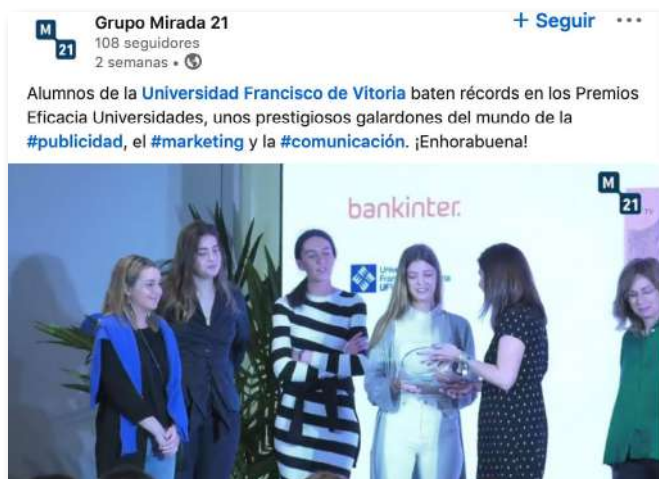 Grupo Mirada 21
+ Seguir
108 seguidores
2 semanas •
Alumnos de la Universidad Francisco de Vitoria baten récords en los Premios
Eficacia Universidades, unos prestigiosos galardones del mundo de la
#publicidad, el #marketing y la #comunicación. ¡Enhorabuena!
M
21
bankinter.
M
21
TV